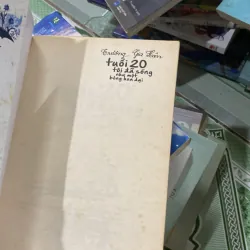 Trương Gia Hòa
tuổi 20
tôi đã sống
như một
bông hoa dại